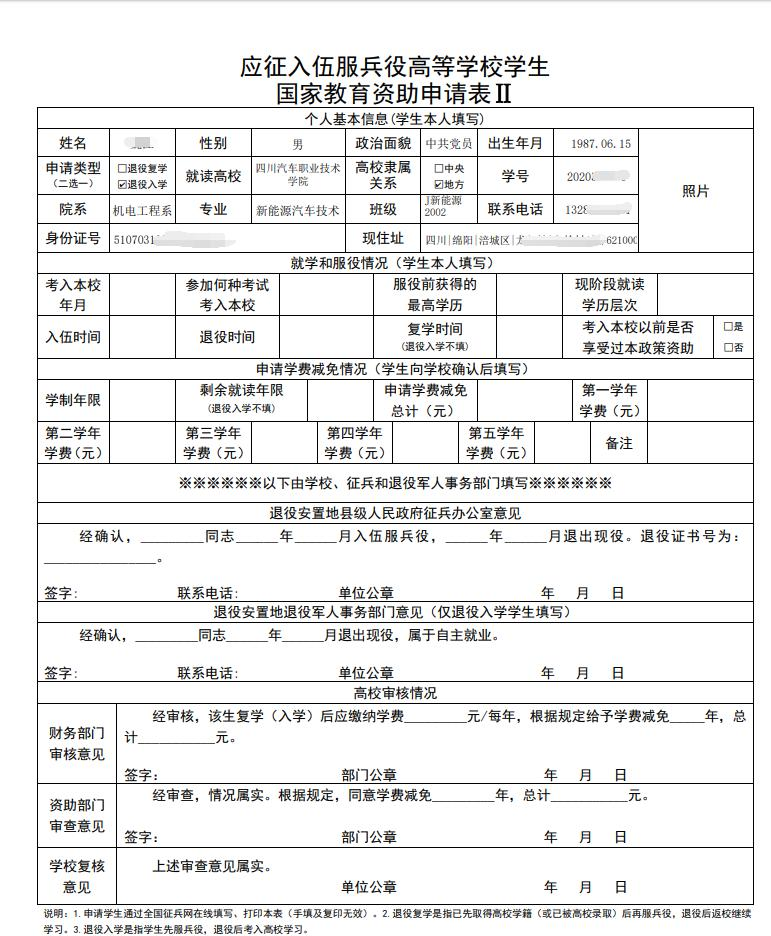 应征入伍服兵役高等学校学生
国家教育资助申请表Ⅱ
个人基本信息(学生本人填写)
姓名 性别 男 政治面貌 中共党员 出生年月 1987.06.15
申请类型 (二选一) □退役复学 ☑退役入学 就读高校 四川汽车职业技术学院 高校隶属关系 □中央 ☑地方 学号 2020 照片
院系 机电工程系 专业 新能源汽车技术 班级 J新能源2002 联系电话 132
身份证号 5107031 现住址 四川|绵阳|涪城区| 62100
就学和服役情况（学生本人填写）
考入本校年月 参加何种考试考入本校 服役前获得的最高学历 现阶段就读学历层次
入伍时间 退役时间 复学时间 (退役入学不填) 考入本校以前是否享受过本政策资助 □是 □否
申请学费减免情况（学生向学校确认后填写）
学制年限 剩余就读年限 (退役入学不填) 申请学费减免总计（元） 第一学年学费(元)
第二学年学费(元) 第三学年学费(元) 第四学年学费(元) 第五学年学费(元) 备注
※※※※※※以下由学校、征兵和退役军人事务部门填写※※※※※※
退役安置地县级人民政府征兵办公室意见
经确认，________同志_____年_____月入伍服兵役，_____年_____月退出现役。退役证书号为：
______________。
签字： 联系电话： 单位公章 年 月 日
退役安置地退役军人事务部门意见（仅退役入学学生填写）
经确认，________同志_____年_____月退出现役，属于自主就业。
签字： 联系电话： 单位公章 年 月 日
高校审核情况
财务部门审核意见
经审核，该生复学（入学）后应缴纳学费________元/每年，根据规定给予学费减免____年，总
计__________元。
签字： 部门公章 年 月 日
资助部门审查意见
经审查，情况属实。根据规定，同意学费减免________年，总计__________元。
签字： 部门公章 年 月 日
学校复核意见
上述审查意见属实。
单位公章 年 月 日
说明：1. 申请学生通过全国征兵网在线填写、打印本表（手填及复印无效）。2. 退役复学是指已先取得高校学籍（或已被高校录取）后再服兵役，退役后返校继续
学习。3. 退役入学是指学生先服兵役，退役后考入高校学习。